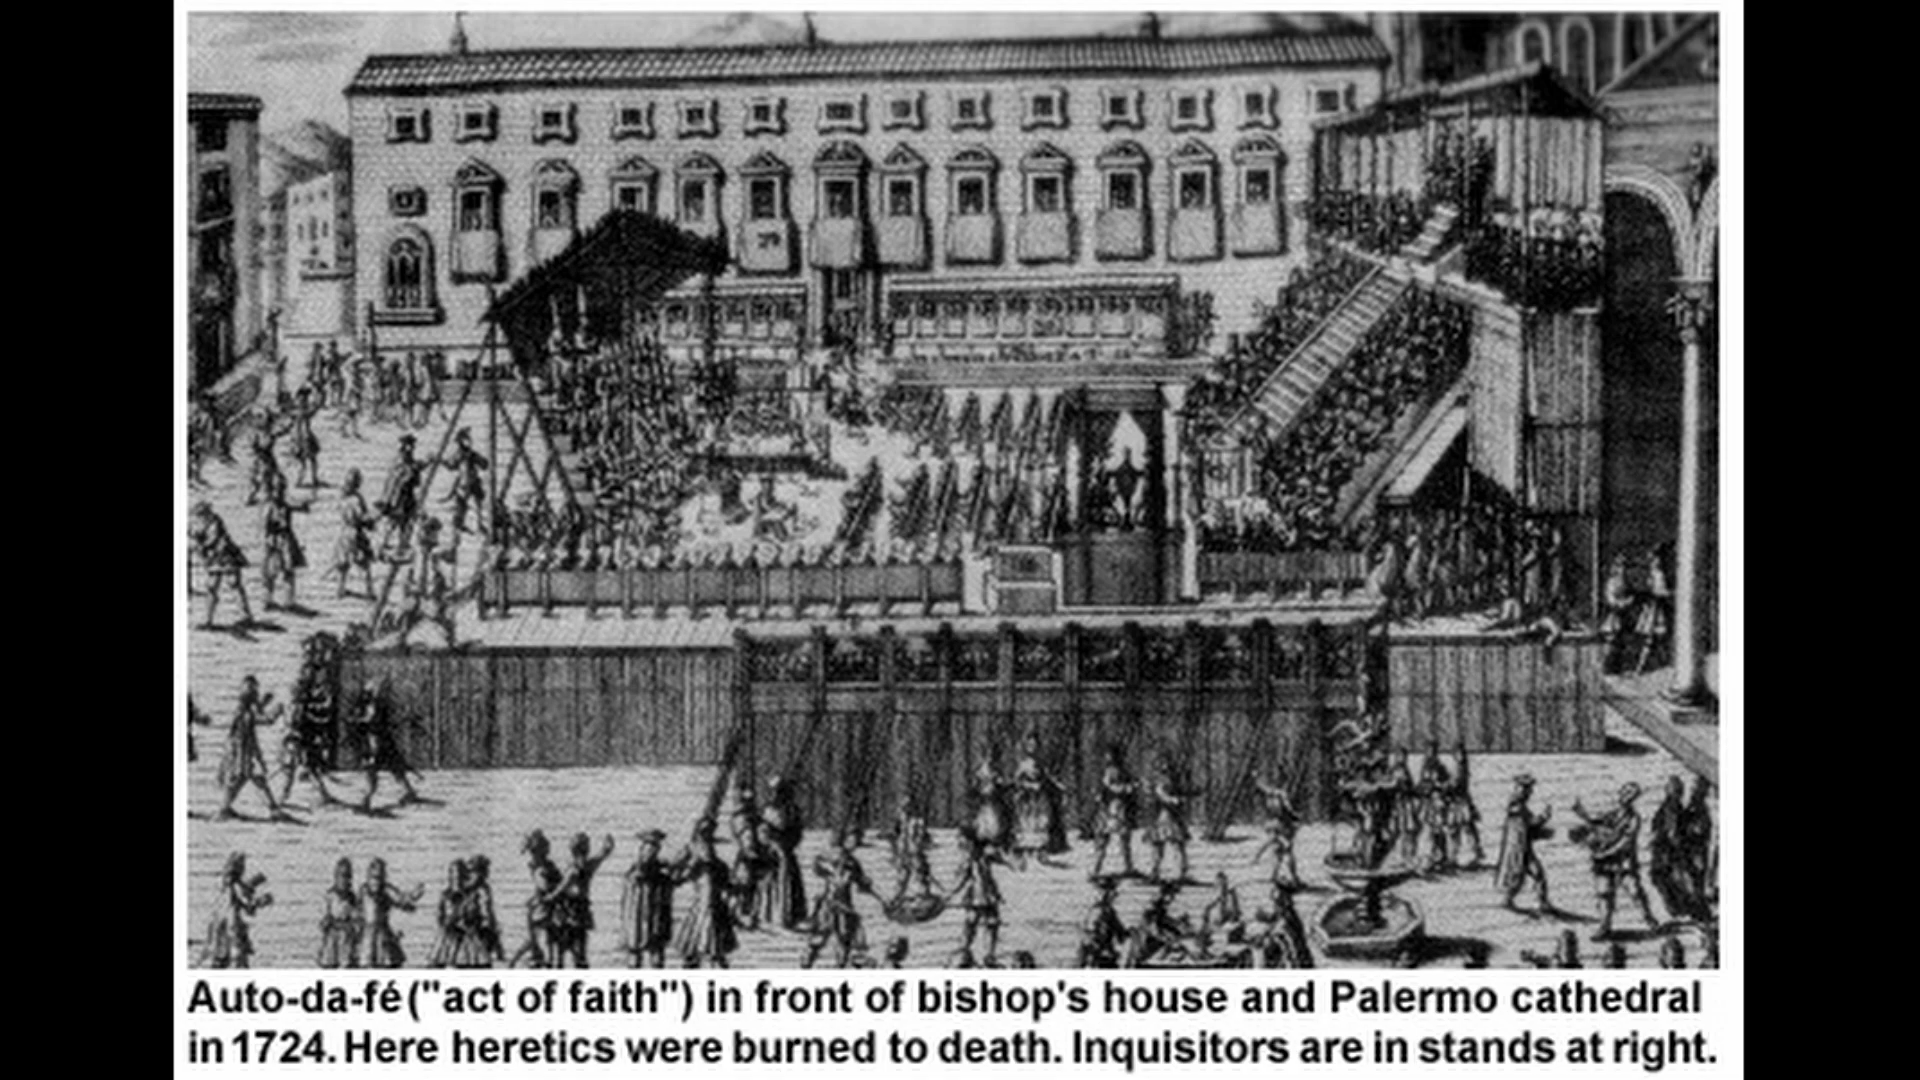 Auto-da-fé ("act of faith") in front of bishop's house and Palermo cathedral
in 1724. Here heretics were burned to death. Inquisitors are in stands at right.